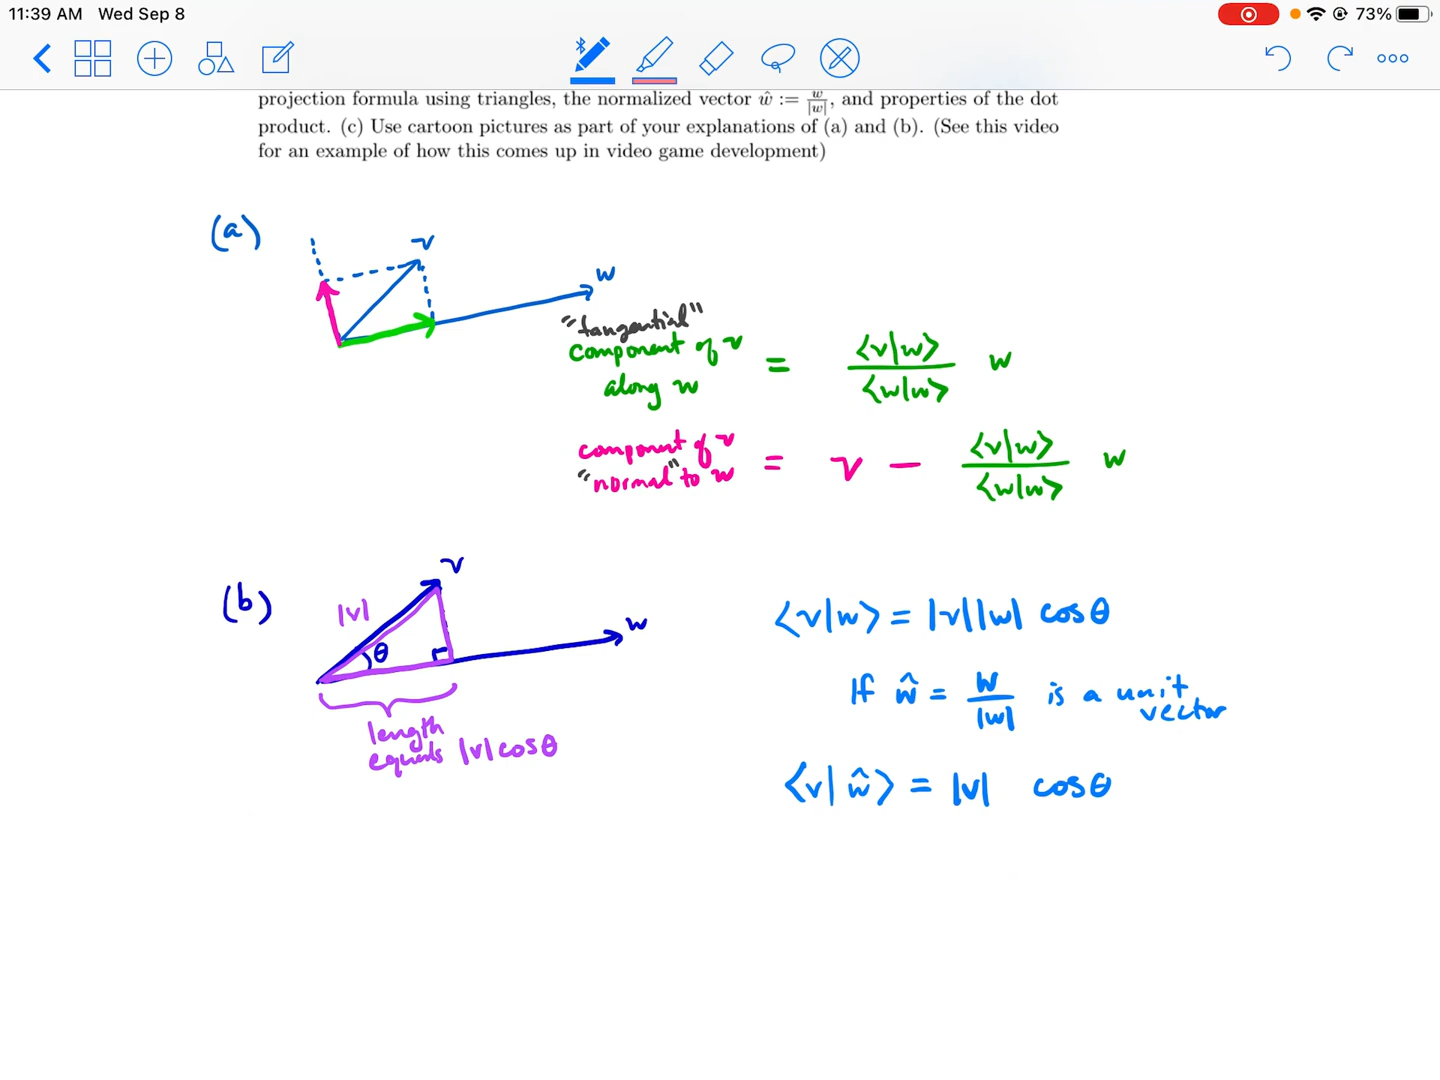 11:39 AM Wed Sep 8
73%
projection formula using triangles, the normalized vector ŵ := w/|w|, and properties of the dot
product. (c) Use cartoon pictures as part of your explanations of (a) and (b). (See this video
for an example of how this comes up in video game development)
(a)
v
w
"tangential"
component of v
along w
= <v|w>/<w|w> w
component of v
"normal" to w
= v − <v|w>/<w|w> w
(b)
v
|v|
θ
w
length
equals |v|cosθ
<v|w> = |v||w| cosθ
If ŵ = w/|w| is a unit
vector
<v|ŵ> = |v| cosθ